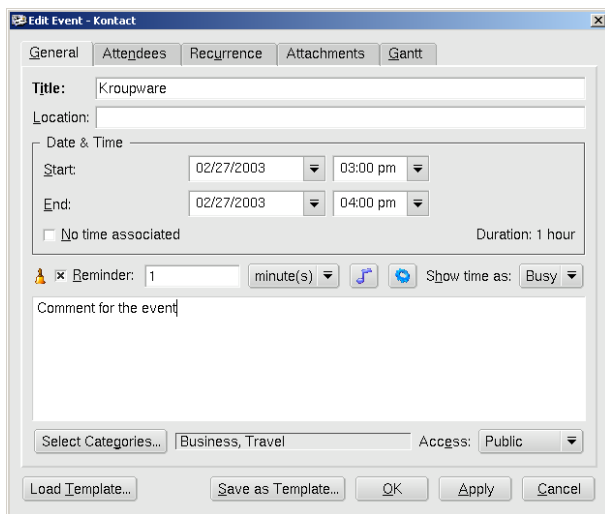 Edit Event - Kontact
General Attendees Recurrence Attachments Gantt
Title: Kroupware
Location:
Date & Time
Start: 02/27/2003 03:00 pm
End: 02/27/2003 04:00 pm
No time associated Duration: 1 hour
Reminder: 1 minute(s) Show time as: Busy
Comment for the event
Select Categories... Business, Travel Access: Public
Load Template... Save as Template... OK Apply Cancel